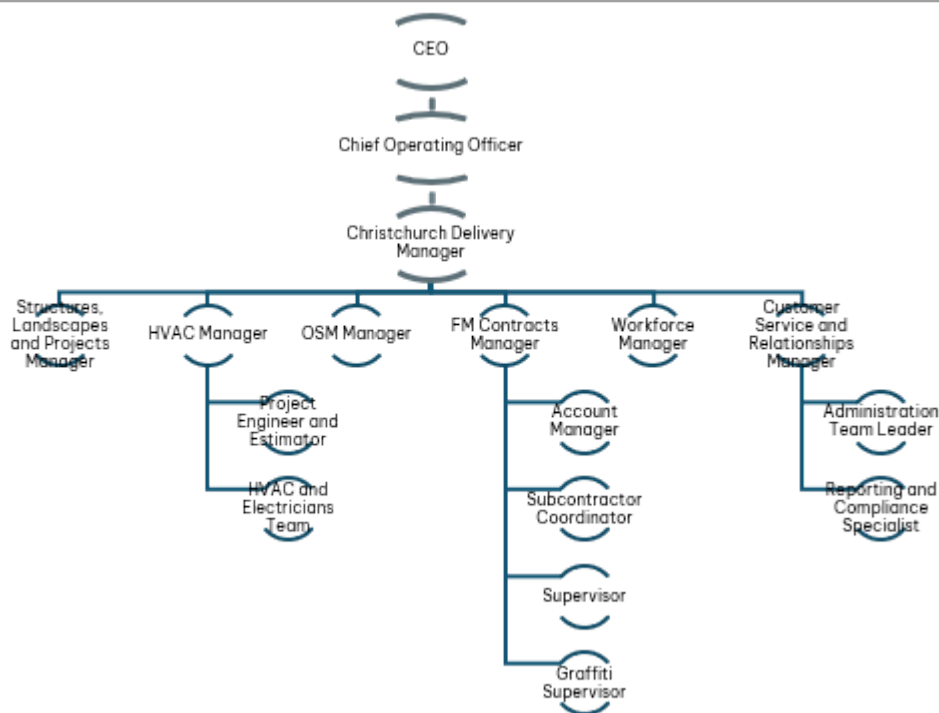 CEO
Chief Operating Officer
Christchurch Delivery
Manager
Structures,
Landscapes
and Projects
Manager
HVAC Manager
OSM Manager
FM Contracts
Manager
Workforce
Manager
Customer
Service and
Relationships
Manager
Project
Engineer and
Estimator
HVAC and
Electricians
Team
Account
Manager
Subcontractor
Coordinator
Supervisor
Graffiti
Supervisor
Administration
Team Leader
Reporting and
Compliance
Specialist